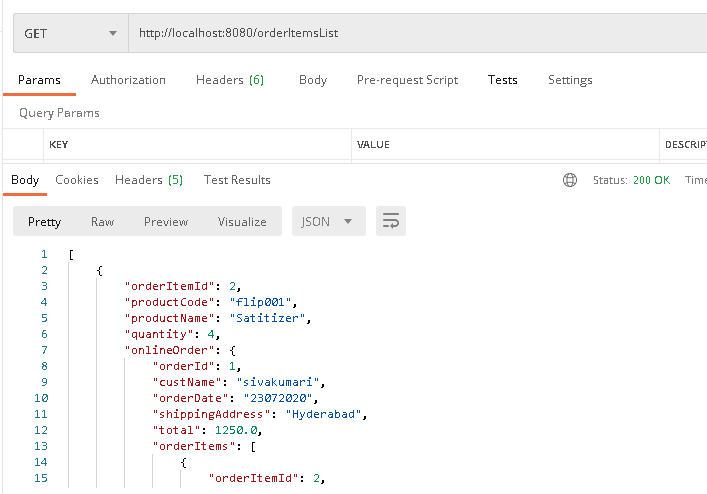 GET http://localhost:8080/orderItemsList
Params Authorization Headers (6) Body Pre-request Script Tests Settings
Query Params
KEY VALUE DESCRIPT
Body Cookies Headers (5) Test Results Status: 200 OK Time
Pretty Raw Preview Visualize JSON
1 [
2 {
3 "orderItemId": 2,
4 "productCode": "flip001",
5 "productName": "Satitizer",
6 "quantity": 4,
7 "onlineOrder": {
8 "orderId": 1,
9 "custName": "sivakumari",
10 "orderDate": "23072020",
11 "shippingAddress": "Hyderabad",
12 "total": 1250.0,
13 "orderItems": [
14 {
15 "orderItemId": 2,